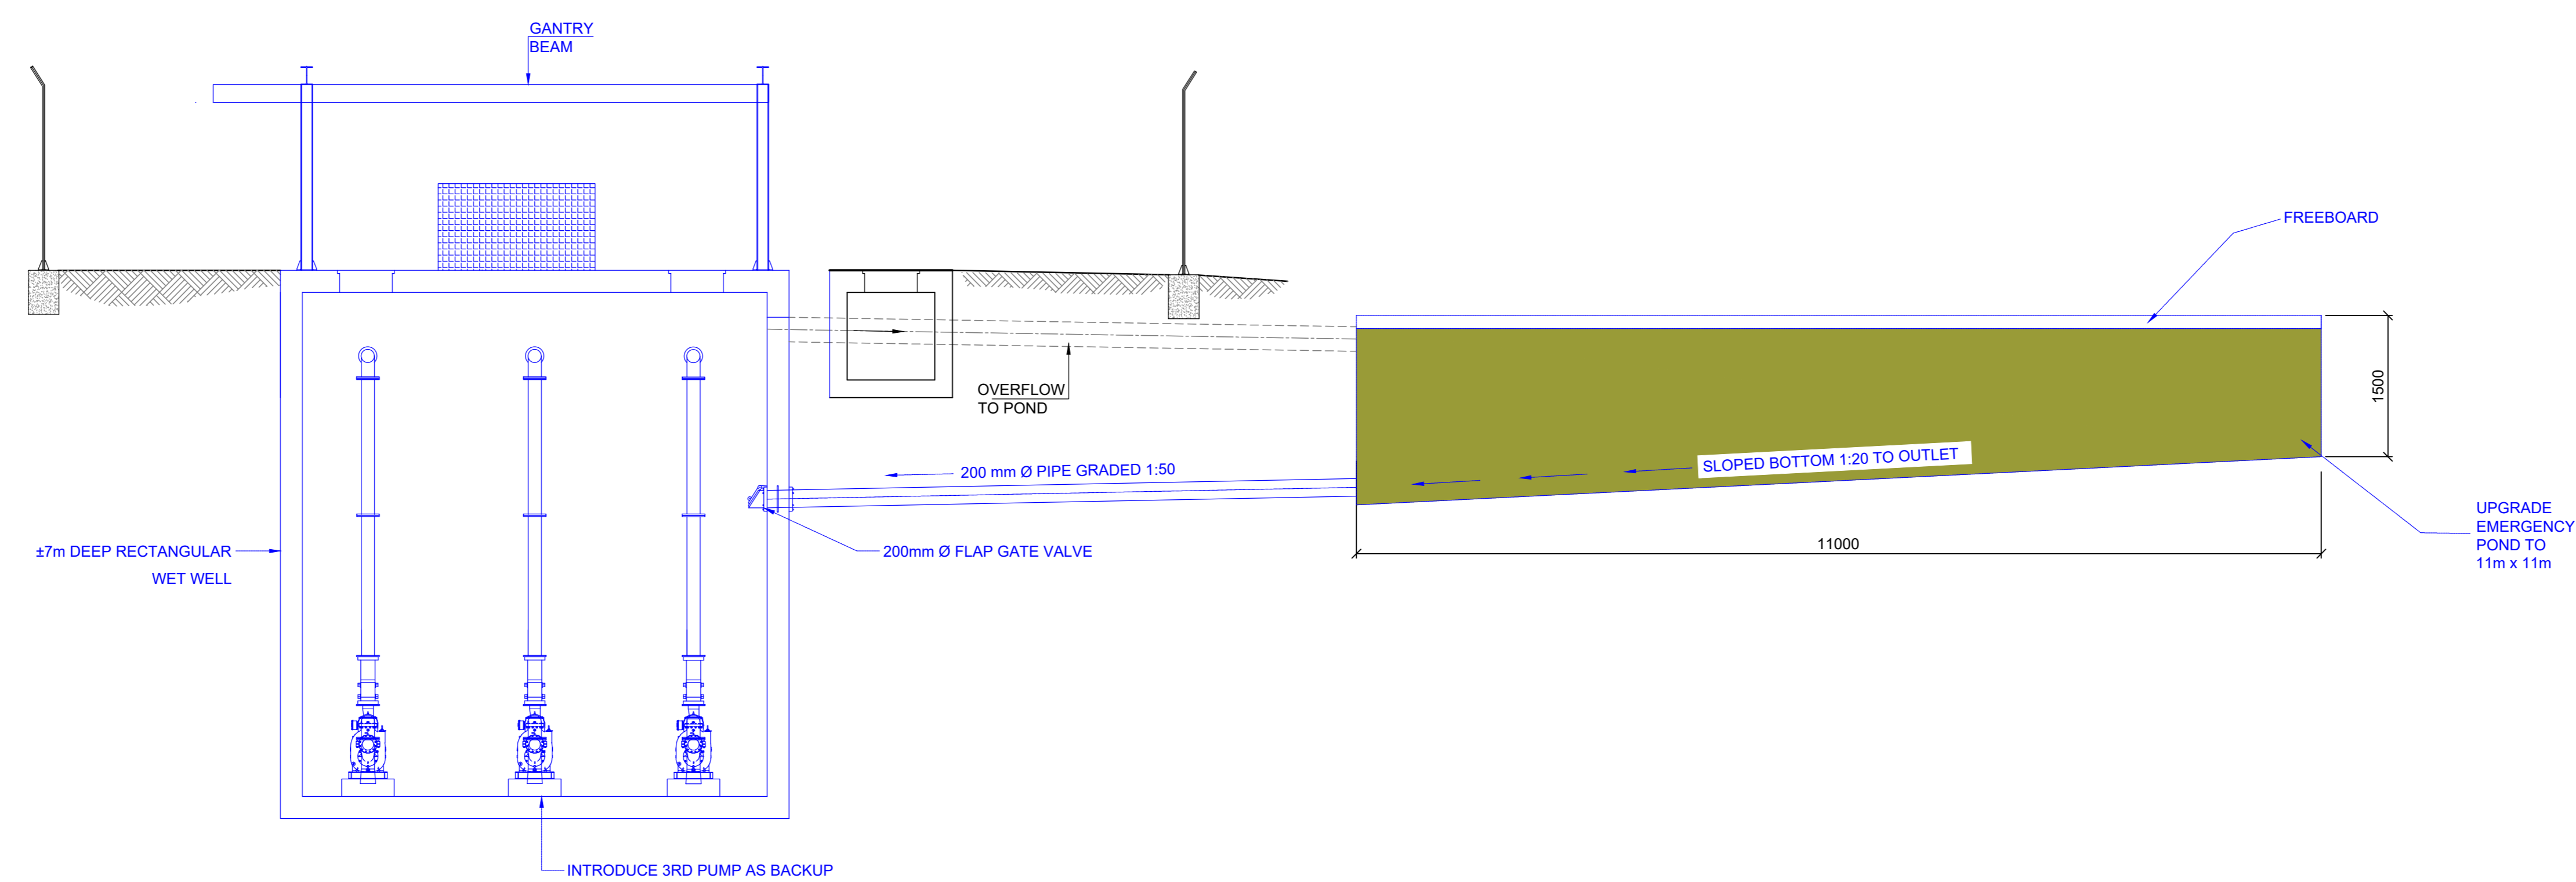 GANTRY
BEAM
FREEBOARD
OVERFLOW
TO POND
1500
200 mm Ø PIPE GRADED 1:50
SLOPED BOTTOM 1:20 TO OUTLET
±7m DEEP RECTANGULAR
WET WELL
200mm Ø FLAP GATE VALVE
11000
UPGRADE
EMERGENCY
POND TO
11m x 11m
INTRODUCE 3RD PUMP AS BACKUP